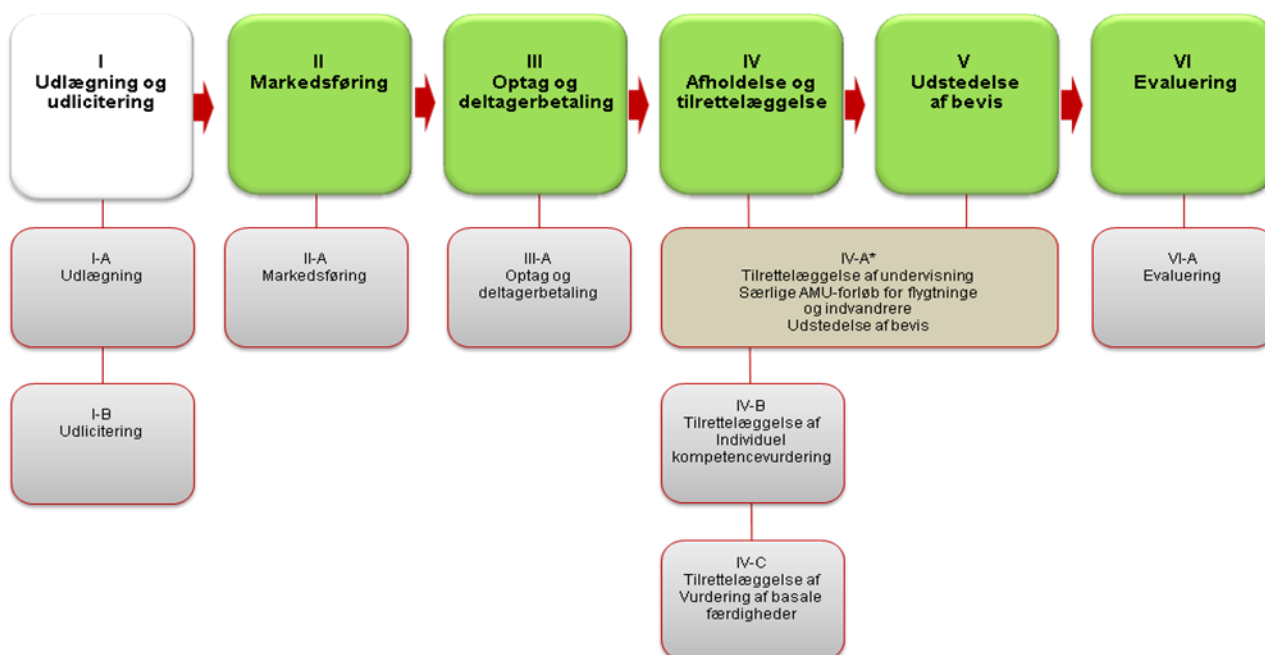 I
Udlægning og
udlicitering
II
Markedsføring
III
Optag og
deltagerbetaling
IV
Afholdelse og
tilrettelæggelse
V
Udstedelse
af bevis
VI
Evaluering
I-A
Udlægning
II-A
Markedsføring
III-A
Optag og
deltagerbetaling
IV-A*
Tilrettelæggelse af undervisning
Særlige AMU-forløb for flygtninge
og indvandrere
Udstedelse af bevis
VI-A
Evaluering
I-B
Udlicitering
IV-B
Tilrettelæggelse af
Individuel
kompetencevurdering
IV-C
Tilrettelæggelse af
Vurdering af basale
færdigheder